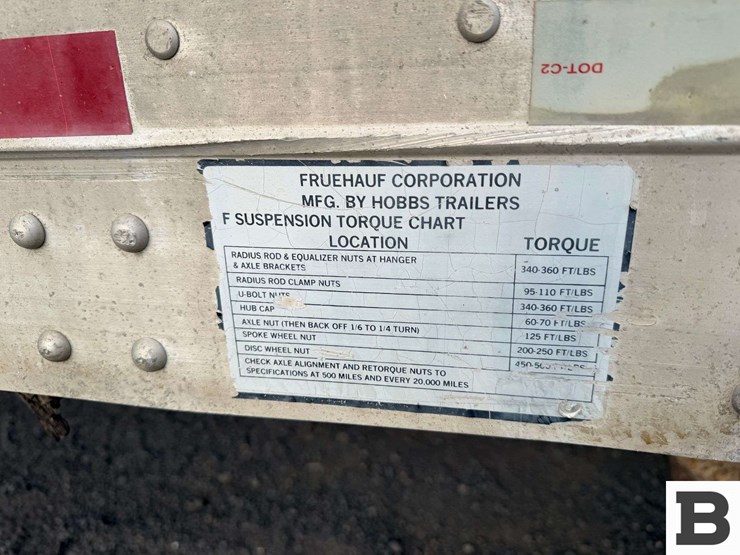 DOT-C2
FRUEHAUF CORPORATION
MFG. BY HOBBS TRAILERS
F SUSPENSION TORQUE CHART
LOCATION TORQUE
RADIUS ROD & EQUALIZER NUTS AT HANGER
& AXLE BRACKETS 340-360 FT/LBS
RADIUS ROD CLAMP NUTS 95-110 FT/LBS
U-BOLT NUTS 340-360 FT/LBS
HUB CAP 60-70 FT/LBS
AXLE NUT (THEN BACK OFF 1/6 TO 1/4 TURN) 125 FT/LBS
SPOKE WHEEL NUT 200-250 FT/LBS
DISC WHEEL NUT
CHECK AXLE ALIGNMENT AND RETORQUE NUTS TO
SPECIFICATIONS AT 500 MILES AND EVERY 20,000 MILES
B